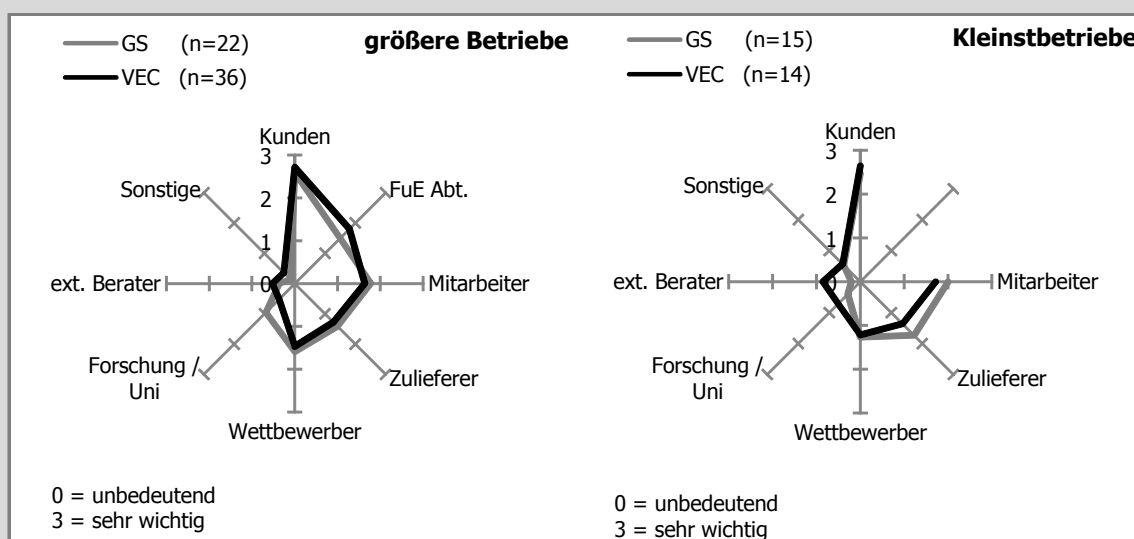 GS (n=22)
größere Betriebe
VEC (n=36)
Kunden
3
2
1
0
Sonstige
FuE Abt.
ext. Berater
Mitarbeiter
Forschung /
Uni
Zulieferer
Wettbewerber
0 = unbedeutend
3 = sehr wichtig
GS (n=15)
Kleinstbetriebe
VEC (n=14)
Kunden
3
2
1
0
Sonstige
ext. Berater
Mitarbeiter
Forschung /
Uni
Zulieferer
Wettbewerber
0 = unbedeutend
3 = sehr wichtig